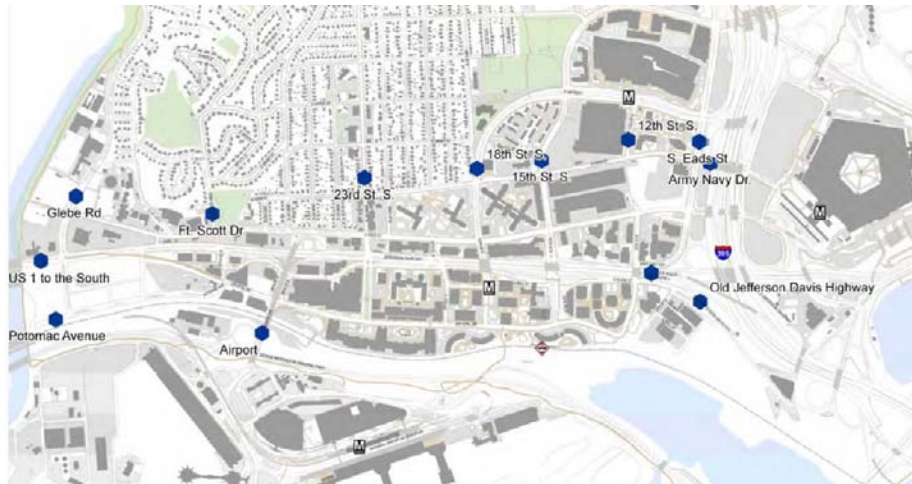 M
12th St. S.
S. Eads St
18th St. S.
15th St. S
Army Navy Dr.
23rd St. S.
Glebe Rd
M
Ft. Scott Dr
395
US 1 to the South
M
Old Jefferson Davis Highway
Potomac Avenue
Airport
M